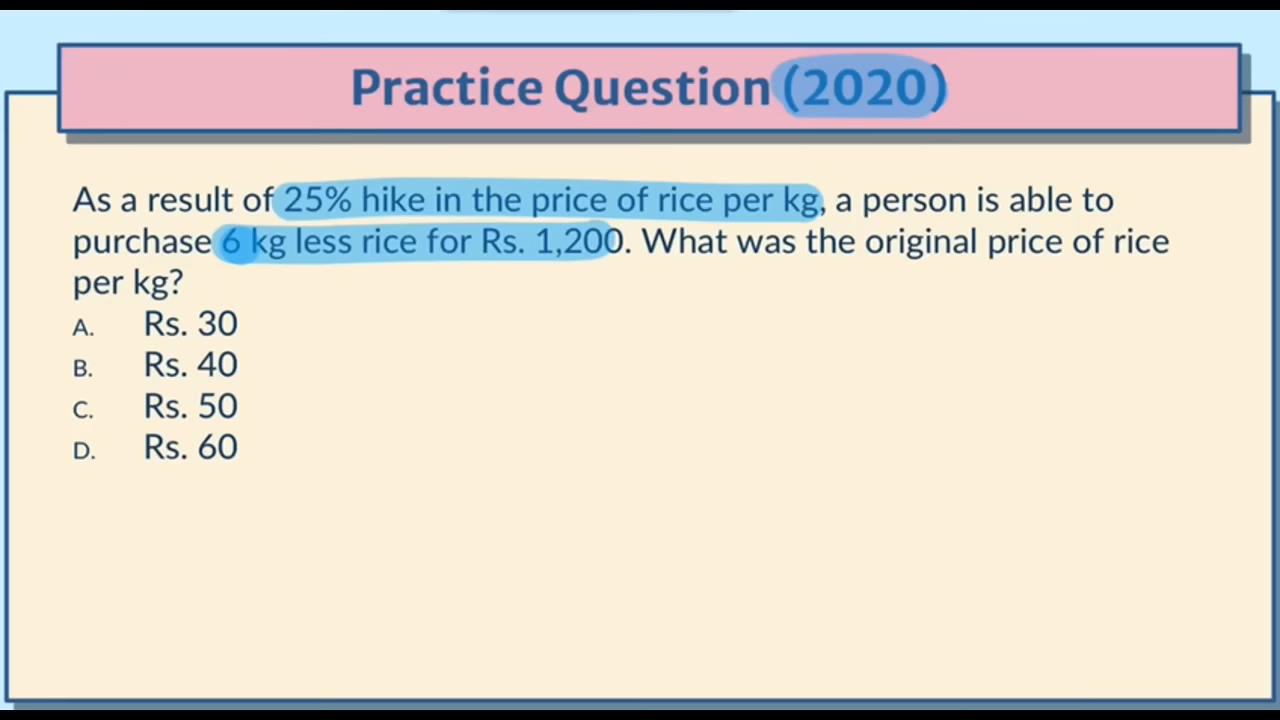 Practice Question (2020)
As a result of 25% hike in the price of rice per kg, a person is able to
purchase 6 kg less rice for Rs. 1,200. What was the original price of rice
per kg?
A. Rs. 30
B. Rs. 40
C. Rs. 50
D. Rs. 60